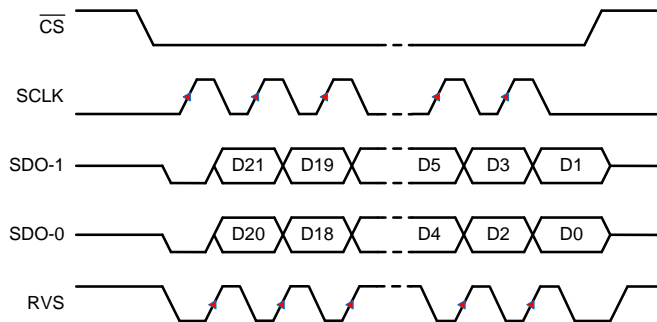 CS
SCLK
SDO-1 D21 D19 D5 D3 D1
SDO-0 D20 D18 D4 D2 D0
RVS